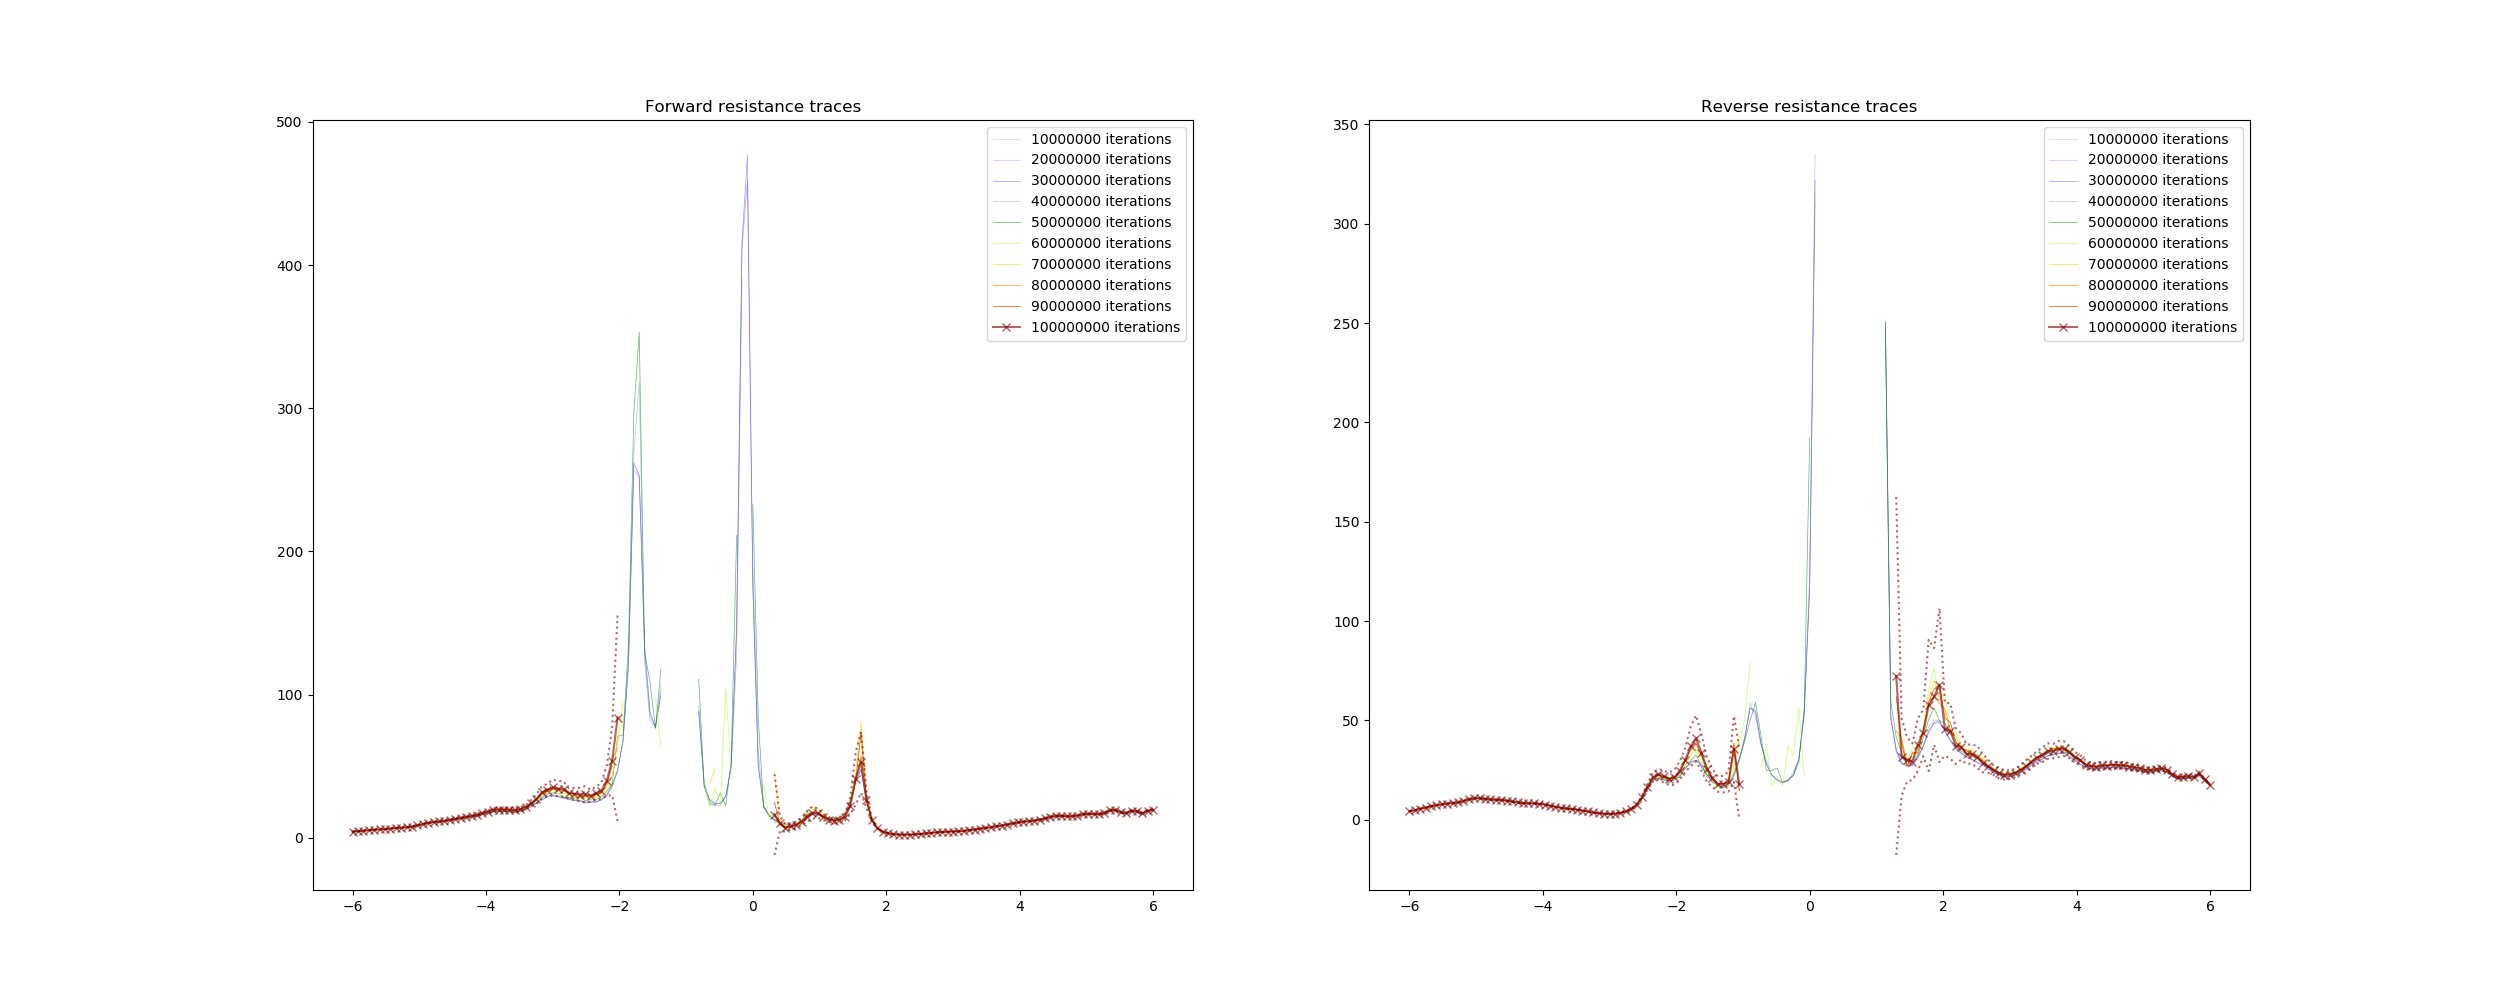 Forward resistance traces
500
400
300
200
100
0
−6
−4
−2
0
2
4
6
10000000 iterations
20000000 iterations
30000000 iterations
40000000 iterations
50000000 iterations
60000000 iterations
70000000 iterations
80000000 iterations
90000000 iterations
100000000 iterations
Reverse resistance traces
350
300
250
200
150
100
50
0
−6
−4
−2
0
2
4
6
10000000 iterations
20000000 iterations
30000000 iterations
40000000 iterations
50000000 iterations
60000000 iterations
70000000 iterations
80000000 iterations
90000000 iterations
100000000 iterations